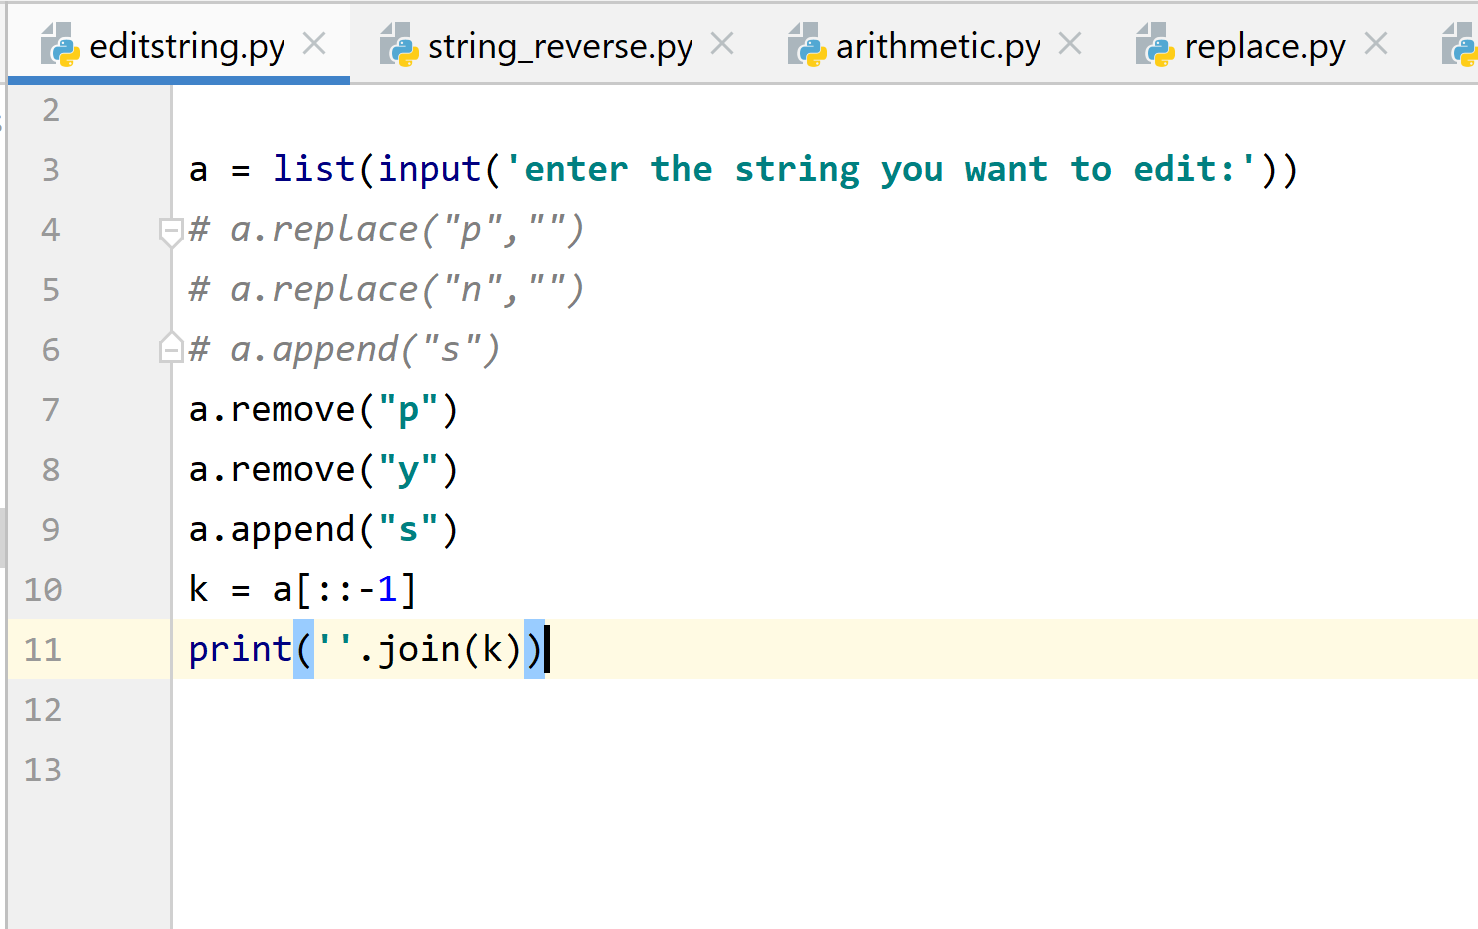 editstring.py string_reverse.py arithmetic.py replace.py
2
3 a = list(input('enter the string you want to edit:'))
4 # a.replace("p","")
5 # a.replace("n","")
6 # a.append("s")
7 a.remove("p")
8 a.remove("y")
9 a.append("s")
10 k = a[::-1]
11 print(''.join(k))
12
13